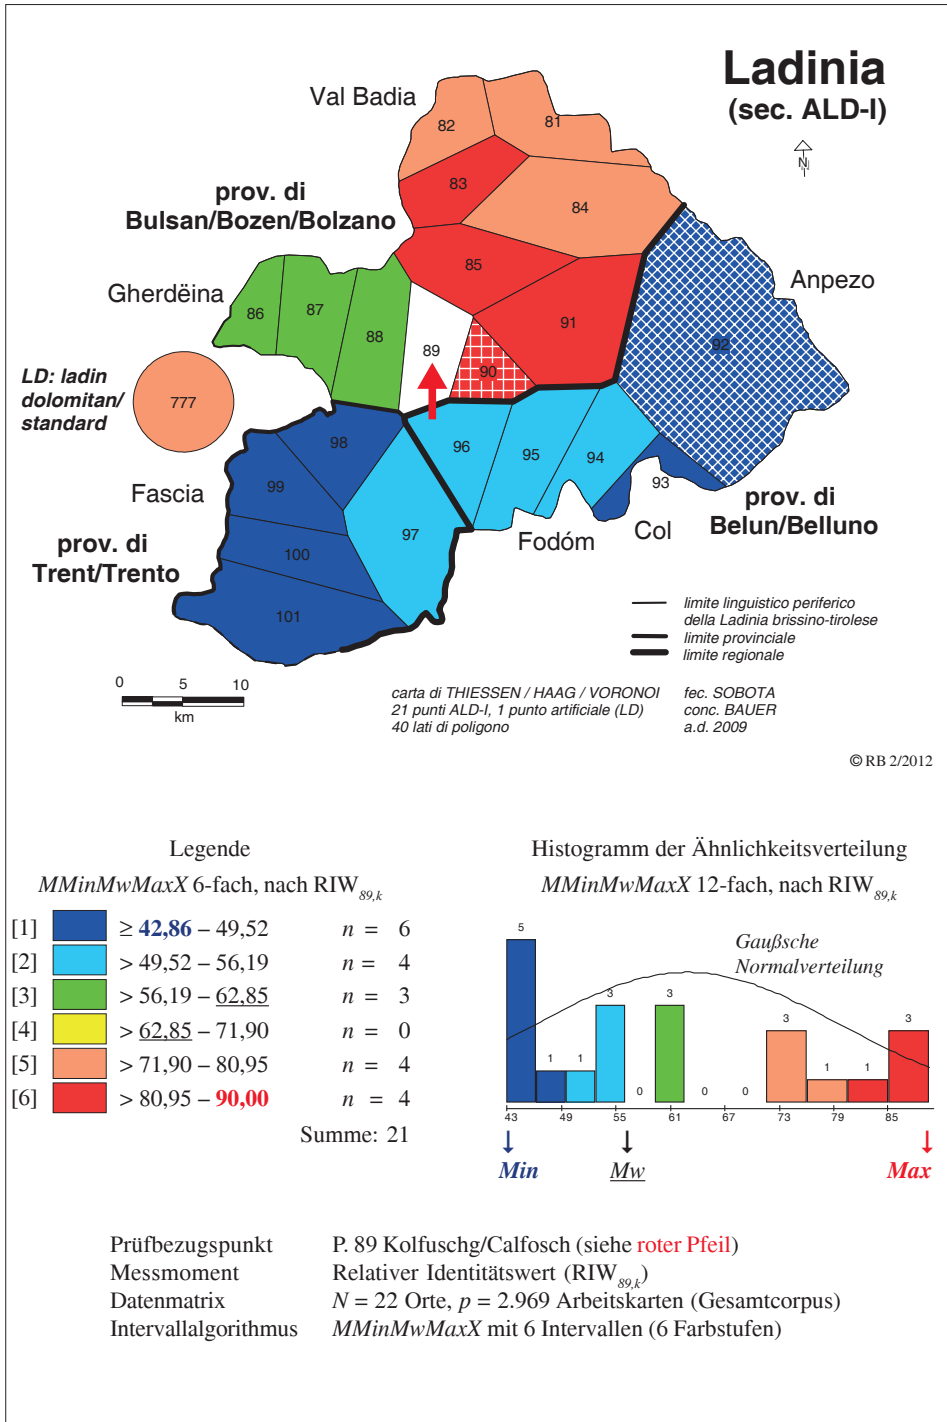 Ladinia
(sec. ALD-I)
N
Val Badia
82
81
83
84
prov. di
Bulsan/Bozen/Bolzano
85
Gherdëina
86
87
88
89
90
91
92
Anpezo
LD: ladin
dolomitan/
standard
777
98
96
95
94
93
99
Fascia
97
Fodóm
Col
prov. di
Belun/Belluno
prov. di
Trent/Trento
100
101
limite linguistico periferico
della Ladinia brissino-tirolese
limite provinciale
limite regionale
0 5 10
km
carta di THIESSEN / HAAG / VORONOI
21 punti ALD-I, 1 punto artificiale (LD)
40 lati di poligono
fec. SOBOTA
conc. BAUER
a.d. 2009
© RB 2/2012
Legende
MMinMwMaxX 6-fach, nach RIW89,k
[1] ≥ 42,86 – 49,52 n = 6
[2] > 49,52 – 56,19 n = 4
[3] > 56,19 – 62,85 n = 3
[4] > 62,85 – 71,90 n = 0
[5] > 71,90 – 80,95 n = 4
[6] > 80,95 – 90,00 n = 4
Summe: 21
Histogramm der Ähnlichkeitsverteilung
MMinMwMaxX 12-fach, nach RIW89,k
Gaußsche
Normalverteilung
5 1 1 3 0 3 0 0 3 1 1 3
43 49 55 61 67 73 79 85
Min Mw Max
Prüfbezugspunkt P. 89 Kolfuschg/Calfosch (siehe roter Pfeil)
Messmoment Relativer Identitätswert (RIW89,k)
Datenmatrix N = 22 Orte, p = 2.969 Arbeitskarten (Gesamtcorpus)
Intervallalgorithmus MMinMwMaxX mit 6 Intervallen (6 Farbstufen)